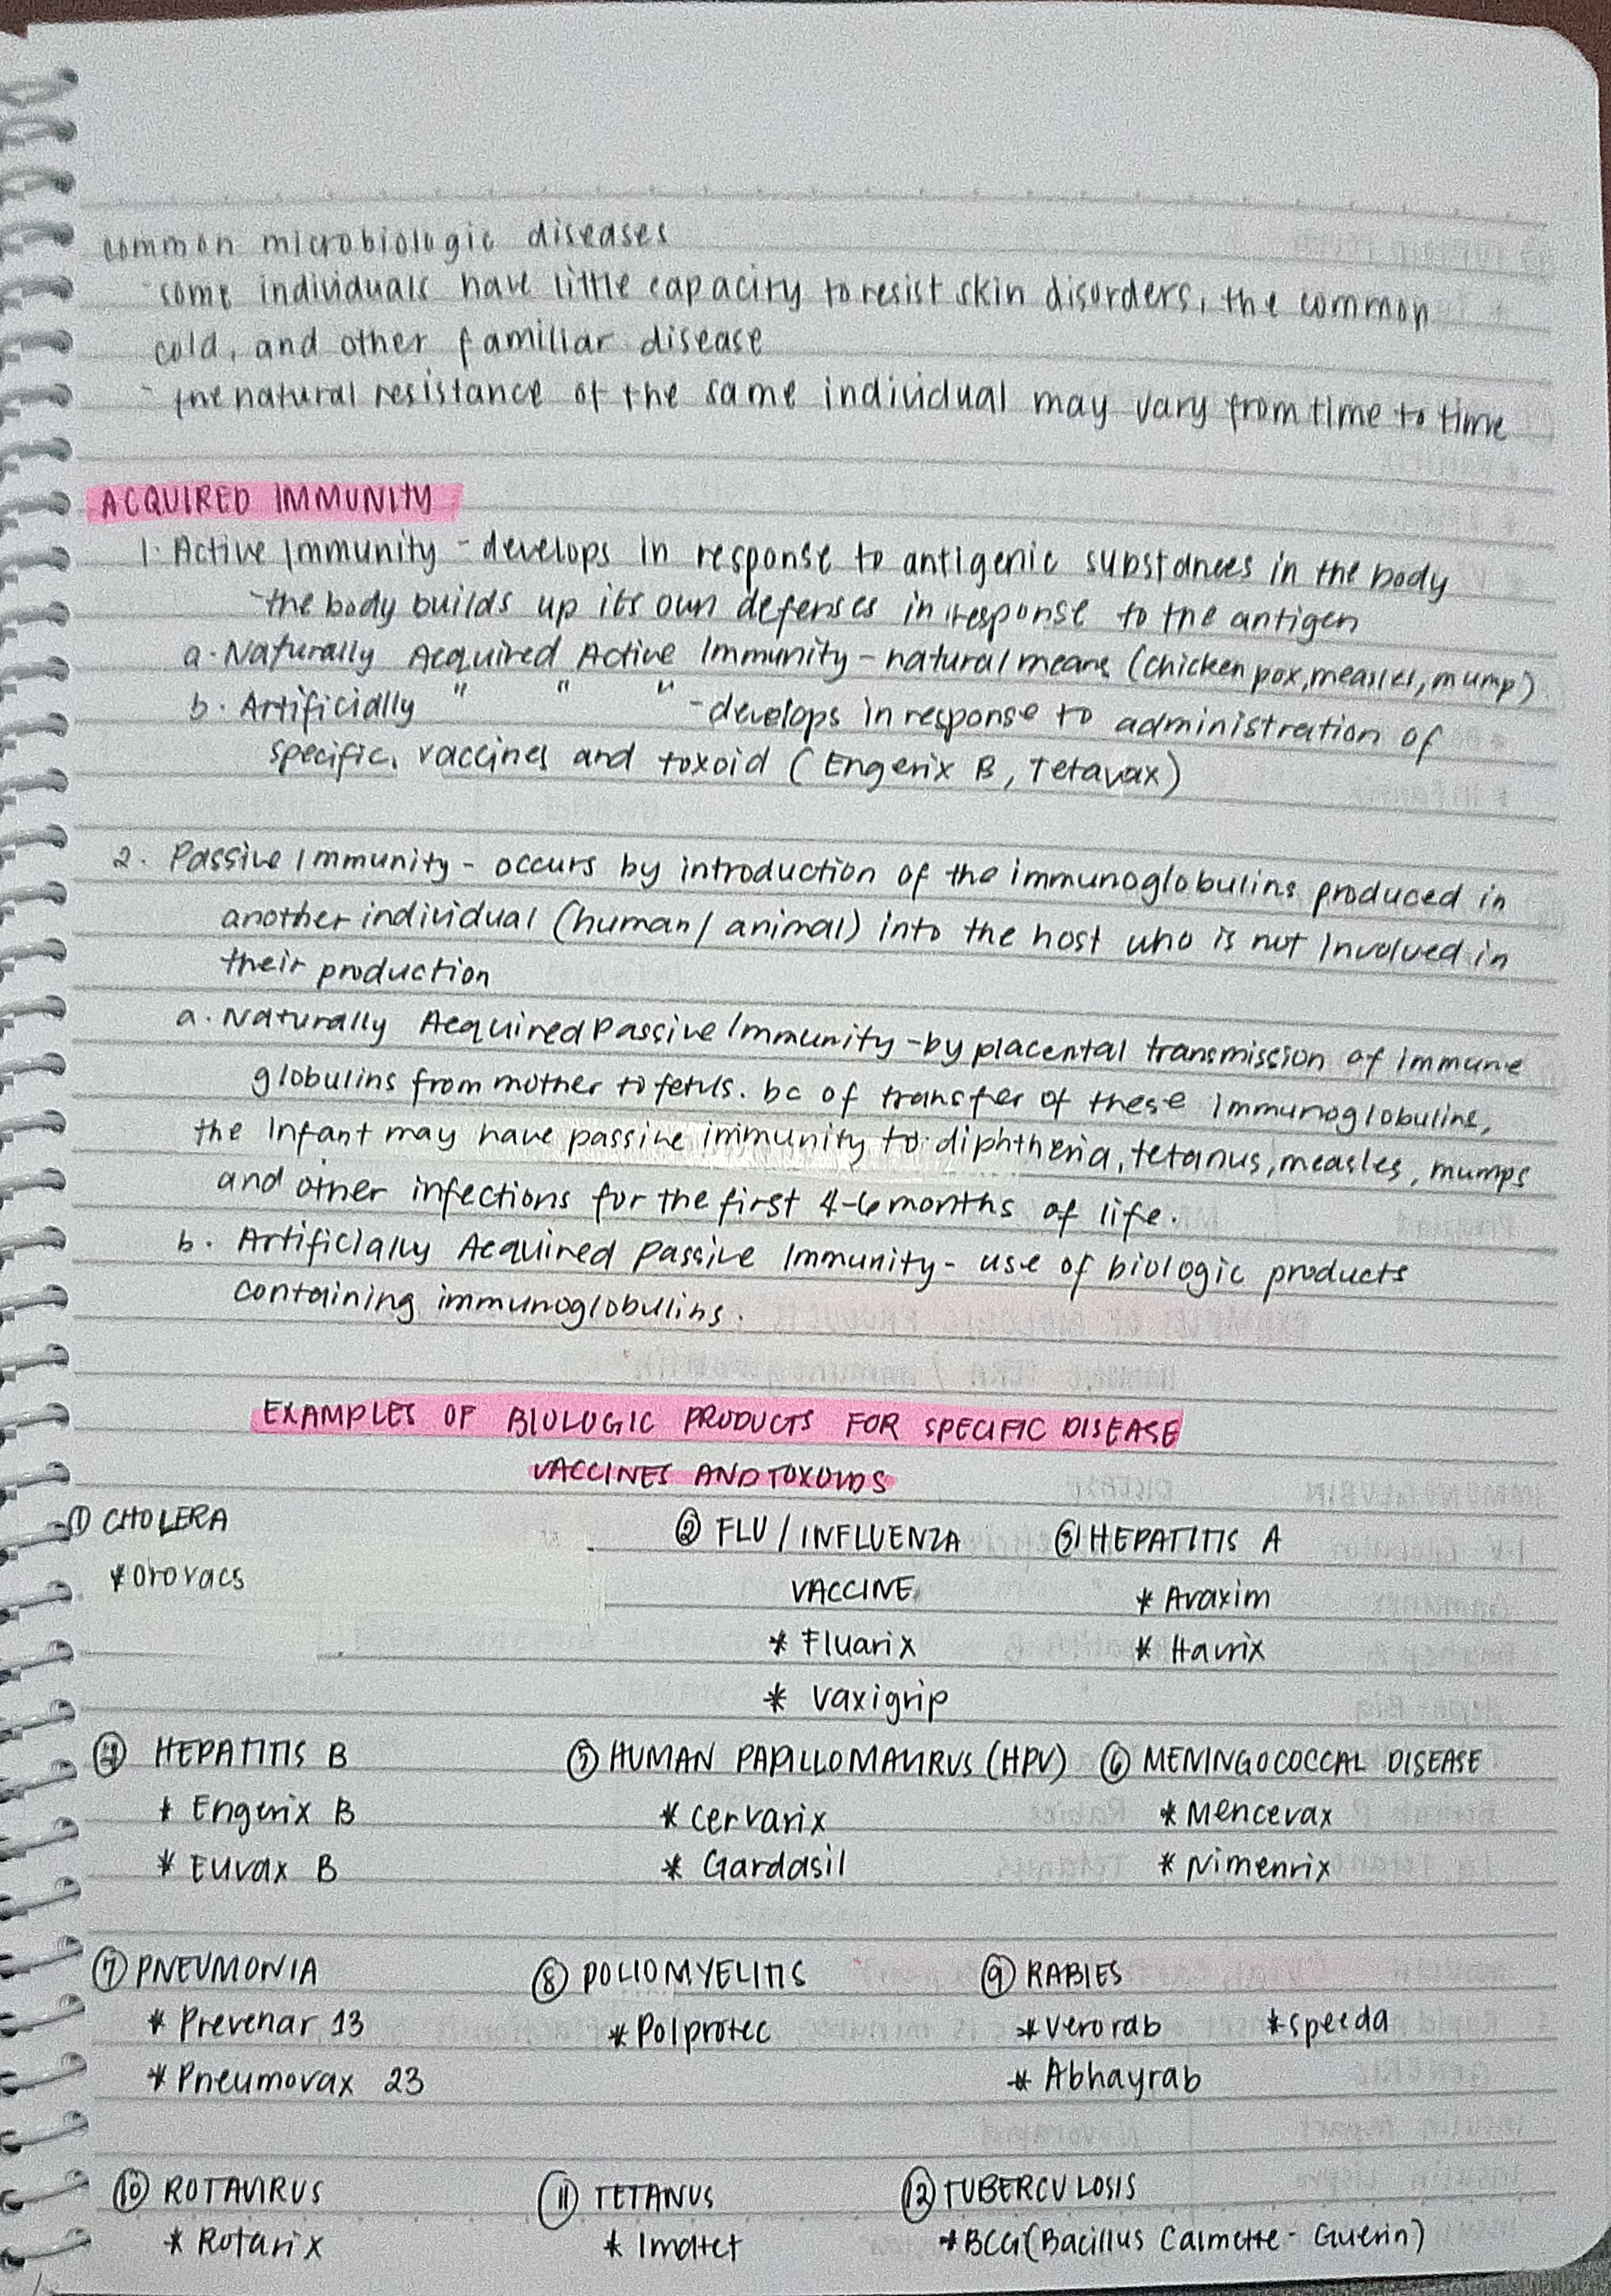 common microbiologic diseases
- some individuals have little capacity to resist skin disorders, the common
cold, and other familiar disease
- the natural resistance of the same individual may vary from time to time
ACQUIRED IMMUNITY
1. Active Immunity - develops in response to antigenic substances in the body
- the body builds up its own defenses in response to the antigen
a. Naturally Acquired Active Immunity - natural means (chicken pox, measles, mump)
b. Artificially " " " - develops in response to administration of
specific, vaccines and toxoid (Engerix B, Tetavax)
2. Passive Immunity - occurs by introduction of the immunoglobulins produced in
another individual (human/animal) into the host who is not involved in
their production
a. Naturally Acquired Passive Immunity - by placental transmission of immune
globulins from mother to fetus. bc of transfer of these immunoglobulins,
the infant may have passive immunity to diphtheria, tetanus, measles, mumps
and other infections for the first 4-6 months of life.
b. Artificially Acquired Passive Immunity - use of biologic products
containing immunoglobulins.
EXAMPLES OF BIOLOGIC PRODUCTS FOR SPECIFIC DISEASE
VACCINES AND TOXOIDS
① CHOLERA ② FLU / INFLUENZA ③ HEPATITIS A
* Orovacs VACCINE * Avaxim
* Fluarix * Havrix
* Vaxigrip
④ HEPATITIS B ⑤ HUMAN PAPILLOMAVIRUS (HPV) ⑥ MENINGOCOCCAL DISEASE
* Engerix B * Cervarix * Mencevax
* Euvax B * Gardasil * Nimenrix
⑦ PNEUMONIA ⑧ POLIOMYELITIS ⑨ RABIES
* Prevenar 13 * Polprotec * Verorab * speeda
* Pneumovax 23 * Abhayrab
⑩ ROTAVIRUS ⑪ TETANUS ⑫ TUBERCULOSIS
* Rotarix * Imatet * BCG (Bacillus Calmette - Guerin)